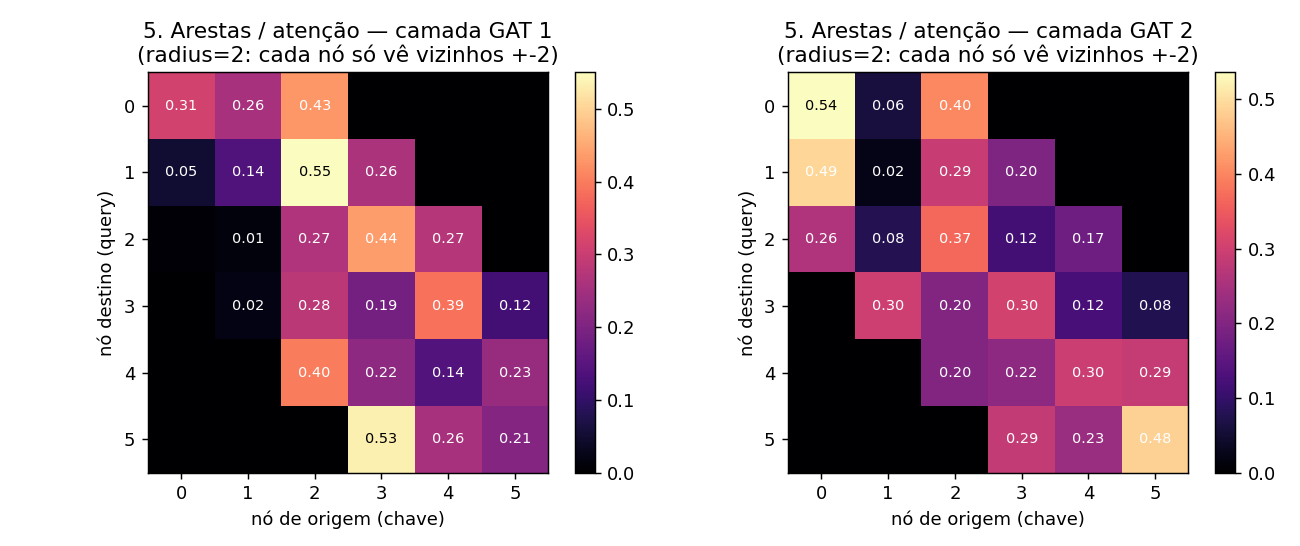 5. Arestas / atenção — camada GAT 1
(radius=2: cada nó só vê vizinhos +-2)
nó destino (query)
0
1
2
3
4
5
0.31 0.26 0.43
0.05 0.14 0.55 0.26
0.01 0.27 0.44 0.27
0.02 0.28 0.19 0.39 0.12
0.40 0.22 0.14 0.23
0.53 0.26 0.21
0 1 2 3 4 5
nó de origem (chave)
0.5
0.4
0.3
0.2
0.1
0.0
5. Arestas / atenção — camada GAT 2
(radius=2: cada nó só vê vizinhos +-2)
nó destino (query)
0
1
2
3
4
5
0.54 0.06 0.40
0.49 0.02 0.29 0.20
0.26 0.08 0.37 0.12 0.17
0.30 0.20 0.30 0.12 0.08
0.20 0.22 0.30 0.29
0.29 0.23 0.48
0 1 2 3 4 5
nó de origem (chave)
0.5
0.4
0.3
0.2
0.1
0.0